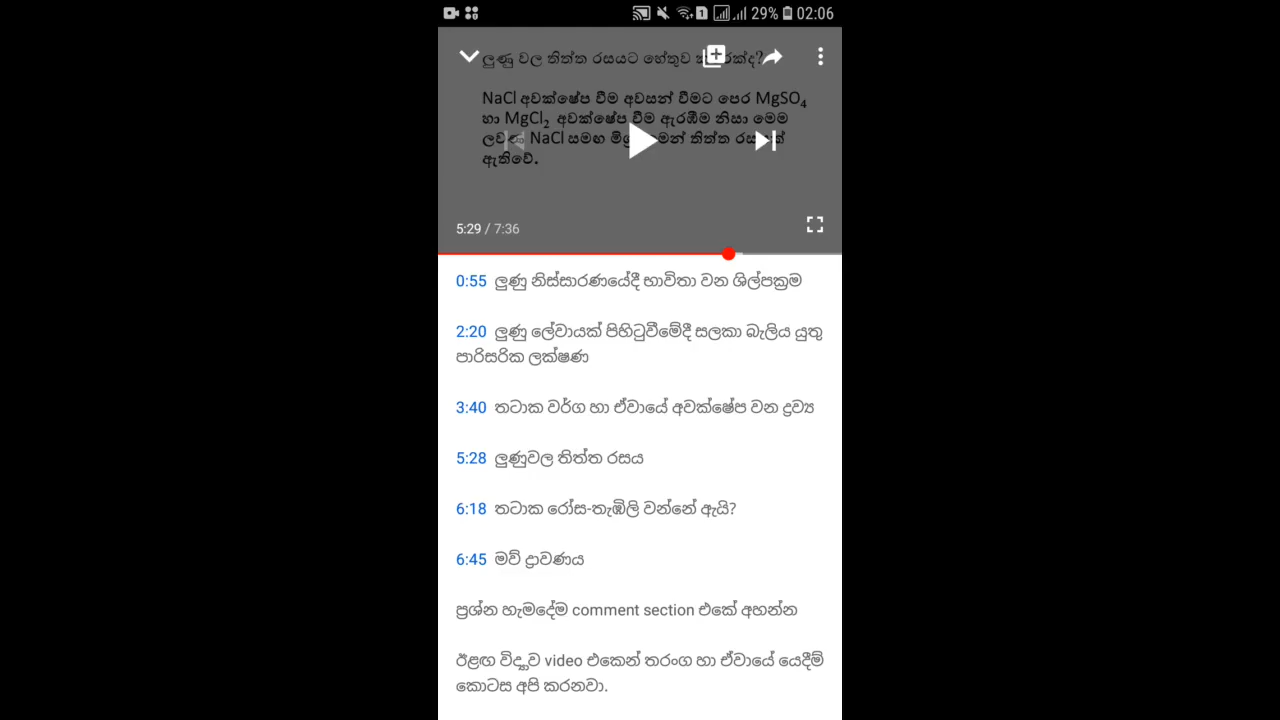 29% 02:06
ලුණු වල තිත්ත රසයට හේතුව
NaCl අවක්ෂේප වීම අවසන් වීමට පෙර MgSO₄
හා MgCl₂ අවක්ෂේප වීම ඇරඹීම නිසා මෙම
NaCl සමඟ
ඇතිවේ.
5:29 / 7:36
0:55 ලුණු නිස්සාරණයේදී භාවිතා වන ශිල්පක්‍රම
2:20 ලුණු ලේවායක් පිහිටුවීමේදී සලකා බැලිය යුතු
පාරිසරික ලක්ෂණ
3:40 තටාක වර්ග හා ඒවායේ අවක්ෂේප වන ද්‍රව්‍ය
5:28 ලුණුවල තිත්ත රසය
6:18 තටාක රෝස-තැඹිලි වන්නේ ඇයි?
6:45 මව් ද්‍රාවණය
ප්‍රශ්න හැමදේම comment section එකේ අහන්න
ඊළඟ විද්‍යාව video එකෙන් තරංග හා ඒවායේ යෙදීම්
කොටස අපි කරනවා.